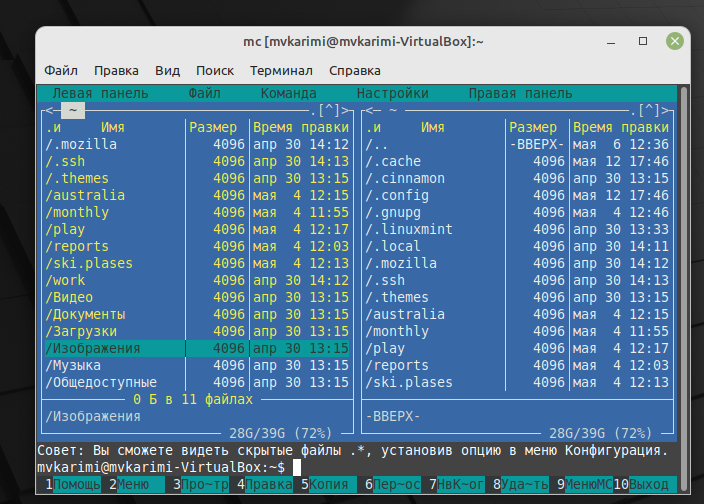 mc [mvkarimi@mvkarimi-VirtualBox]:~
Файл Правка Вид Поиск Терминал Справка
Левая панель Файл Команда Настройки Правая панель
<─ ~ ─.[^]> <─ ~ ─.[^]>
.и Имя Размер Время правки .и Имя Размер Время правки
/.mozilla 4096 апр 30 14:12 /.. -ВВЕРХ- мая 6 12:36
/.ssh 4096 апр 30 14:13 /.cache 4096 мая 12 17:46
/.themes 4096 апр 30 13:15 /.cinnamon 4096 апр 30 13:15
/australia 4096 мая 4 12:15 /.config 4096 мая 12 17:46
/monthly 4096 мая 4 11:55 /.gnupg 4096 мая 4 12:46
/play 4096 мая 4 12:17 /.linuxmint 4096 апр 30 13:33
/reports 4096 мая 4 12:03 /.local 4096 апр 30 14:11
/ski.plases 4096 мая 4 12:13 /.mozilla 4096 апр 30 14:12
/work 4096 апр 30 14:12 /.ssh 4096 апр 30 14:13
/Видео 4096 апр 30 13:15 /.themes 4096 апр 30 13:15
/Документы 4096 апр 30 13:15 /australia 4096 мая 4 12:15
/Загрузки 4096 апр 30 13:15 /monthly 4096 мая 4 11:55
/Изображения 4096 апр 30 13:15 /play 4096 мая 4 12:17
/Музыка 4096 апр 30 13:15 /reports 4096 мая 4 12:03
/Общедоступные 4096 апр 30 13:15 /ski.plases 4096 мая 4 12:13
0 Б в 11 файлах
/Изображения -ВВЕРХ-
28G/39G (72%) 28G/39G (72%)
Совет: Вы сможете видеть скрытые файлы .*, установив опцию в меню Конфигурация.
mvkarimi@mvkarimi-VirtualBox:~$
1Помощь 2Меню 3Про~тр 4Правка 5Копия 6Пер~ос 7НвК~ог 8Уда~ть 9МенюMC 10Выход